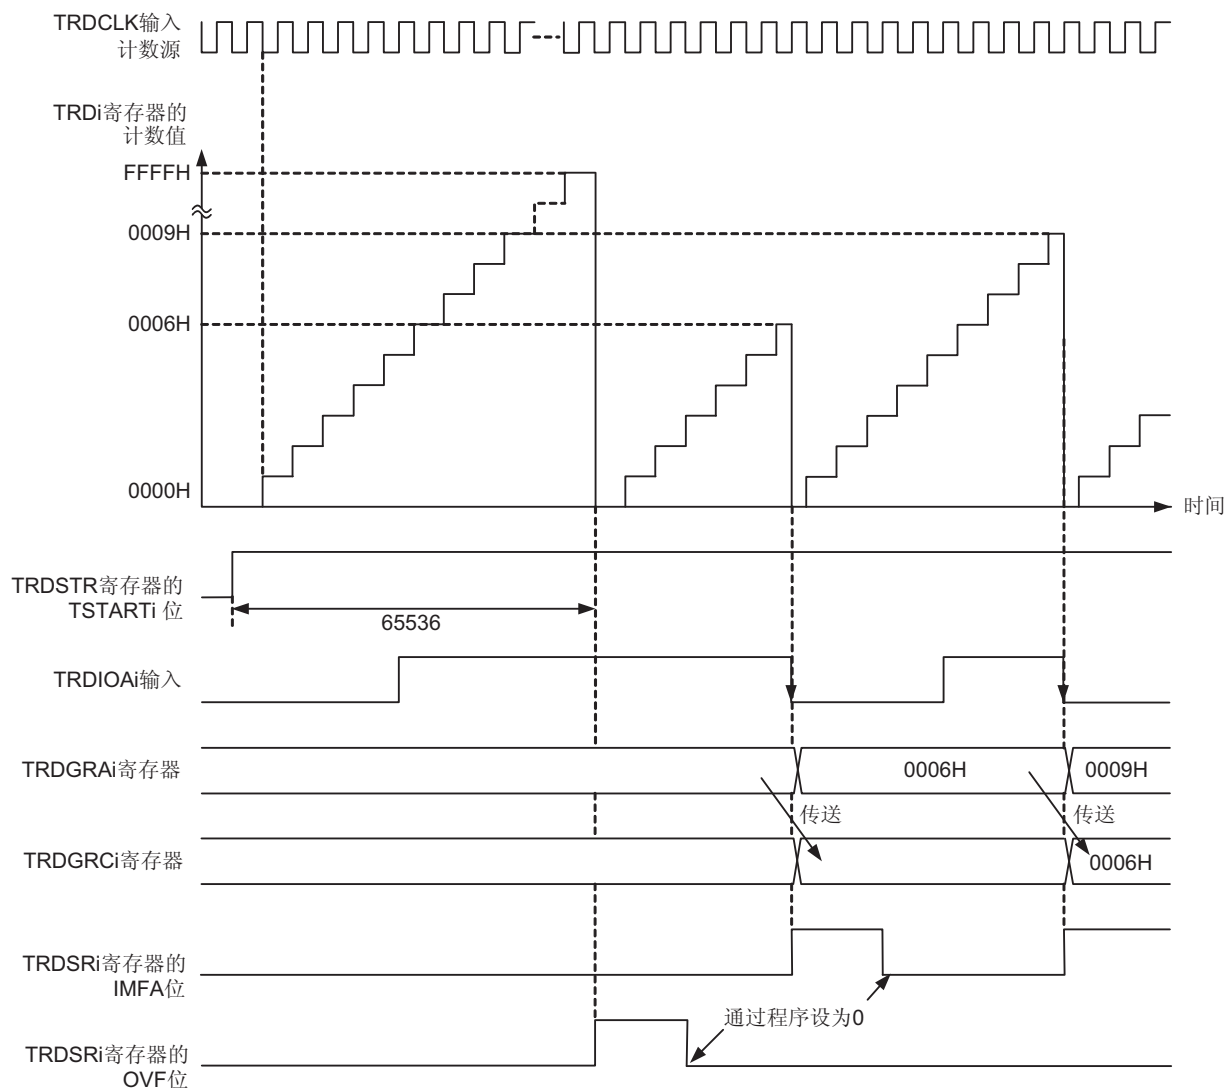 TRDCLK输入
计数源
TRDi寄存器的
计数值
FFFFH
0009H
0006H
0000H
时间
TRDSTR寄存器的
TSTARTi 位
65536
TRDIOAi输入
TRDGRAi寄存器
0006H
0009H
传送
传送
TRDGRCi寄存器
0006H
TRDSRi寄存器的
IMFA位
通过程序设为0
TRDSRi寄存器的
OVF位